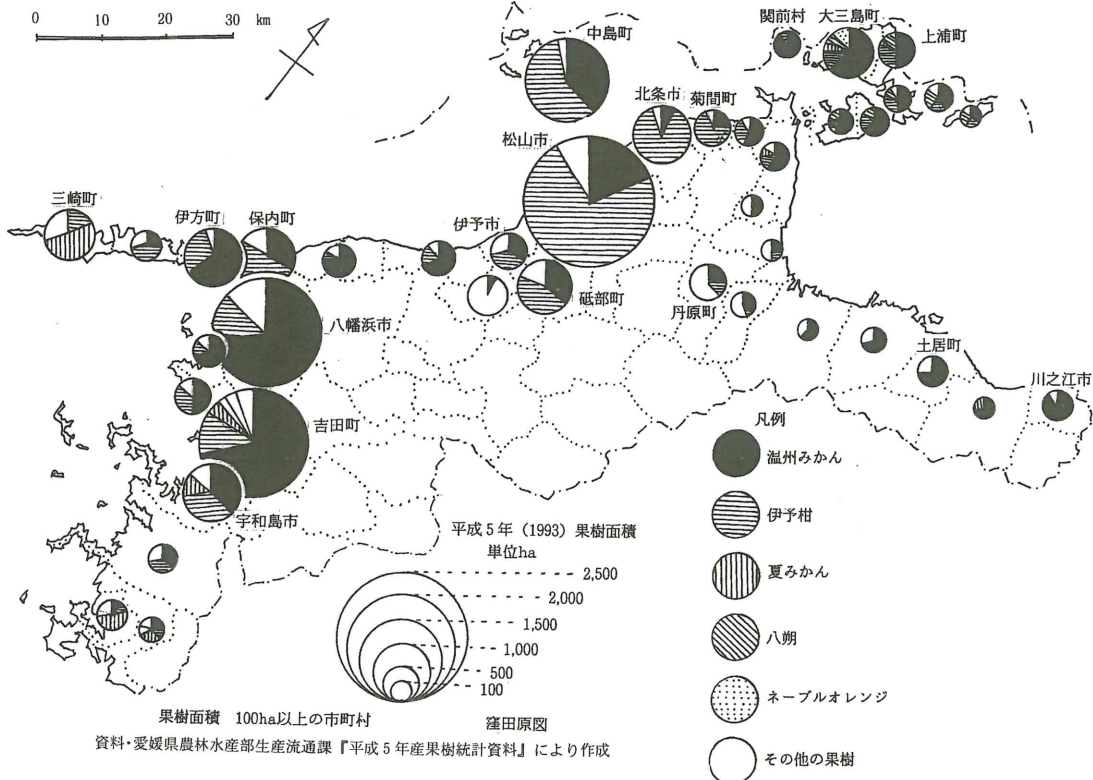 0 10 20 30 km
関前村
大三島町
上浦町
中島町
北条市
菊間町
松山市
三崎町
伊方町
保内町
伊予市
砥部町
丹原町
八幡浜市
土居町
川之江市
吉田町
宇和島市
凡例
温州みかん
伊予柑
夏みかん
八朔
ネーブルオレンジ
その他の果樹
平成5年(1993)果樹面積
単位ha
2,500
2,000
1,500
1,000
500
100
果樹面積 100ha以上の市町村
窪田原図
資料・愛媛県農林水産部生産流通課『平成5年産果樹統計資料』により作成